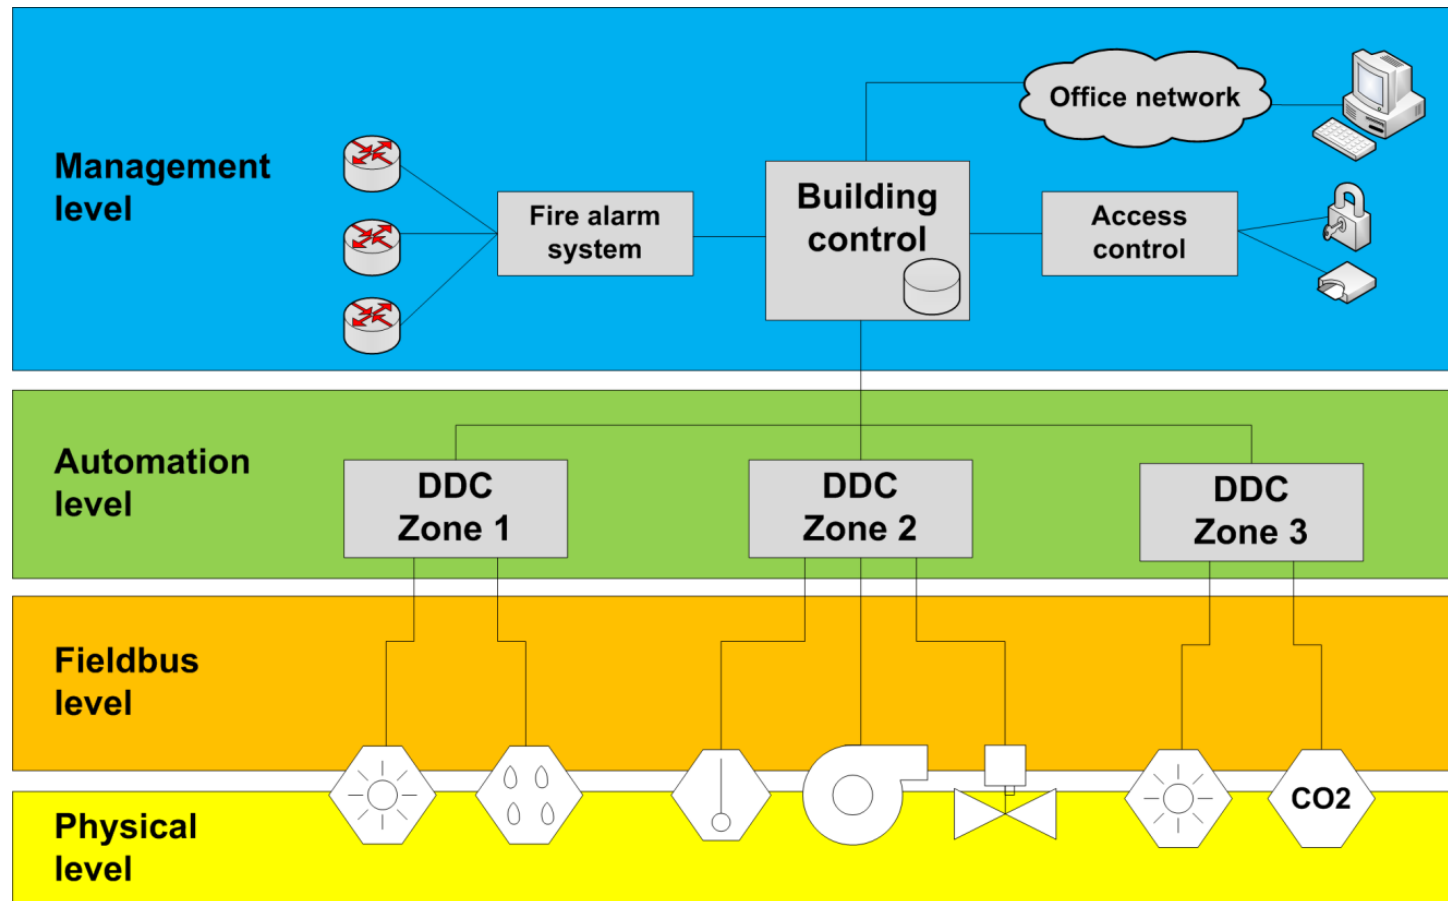 Management
level
Office network
Building
control
Fire alarm
system
Access
control
Automation
level
DDC
Zone 1
DDC
Zone 2
DDC
Zone 3
Fieldbus
level
Physical
level
CO2